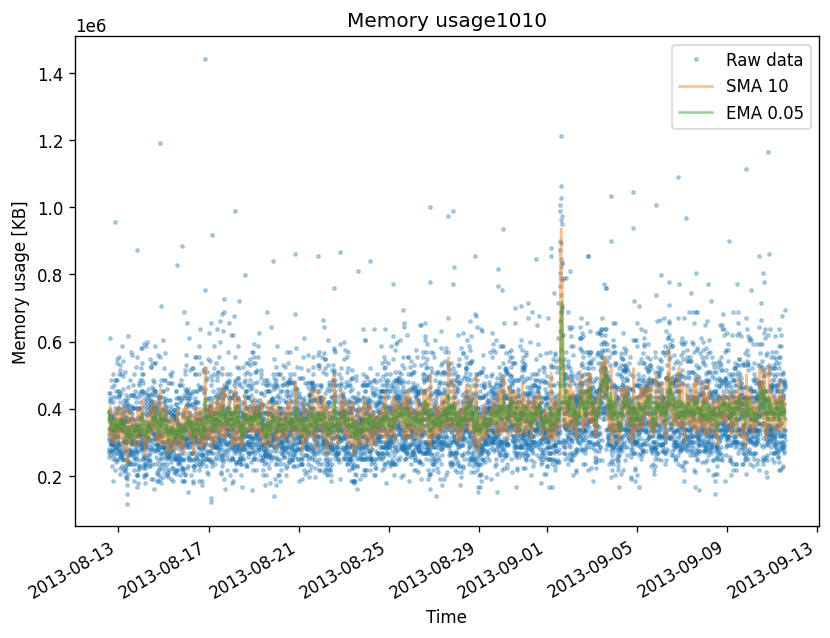 Memory usage1010
1e6
Raw data
SMA 10
EMA 0.05
1.4
1.2
1.0
0.8
0.6
0.4
0.2
Memory usage [KB]
2013-08-13
2013-08-17
2013-08-21
2013-08-25
2013-08-29
2013-09-01
2013-09-05
2013-09-09
2013-09-13
Time